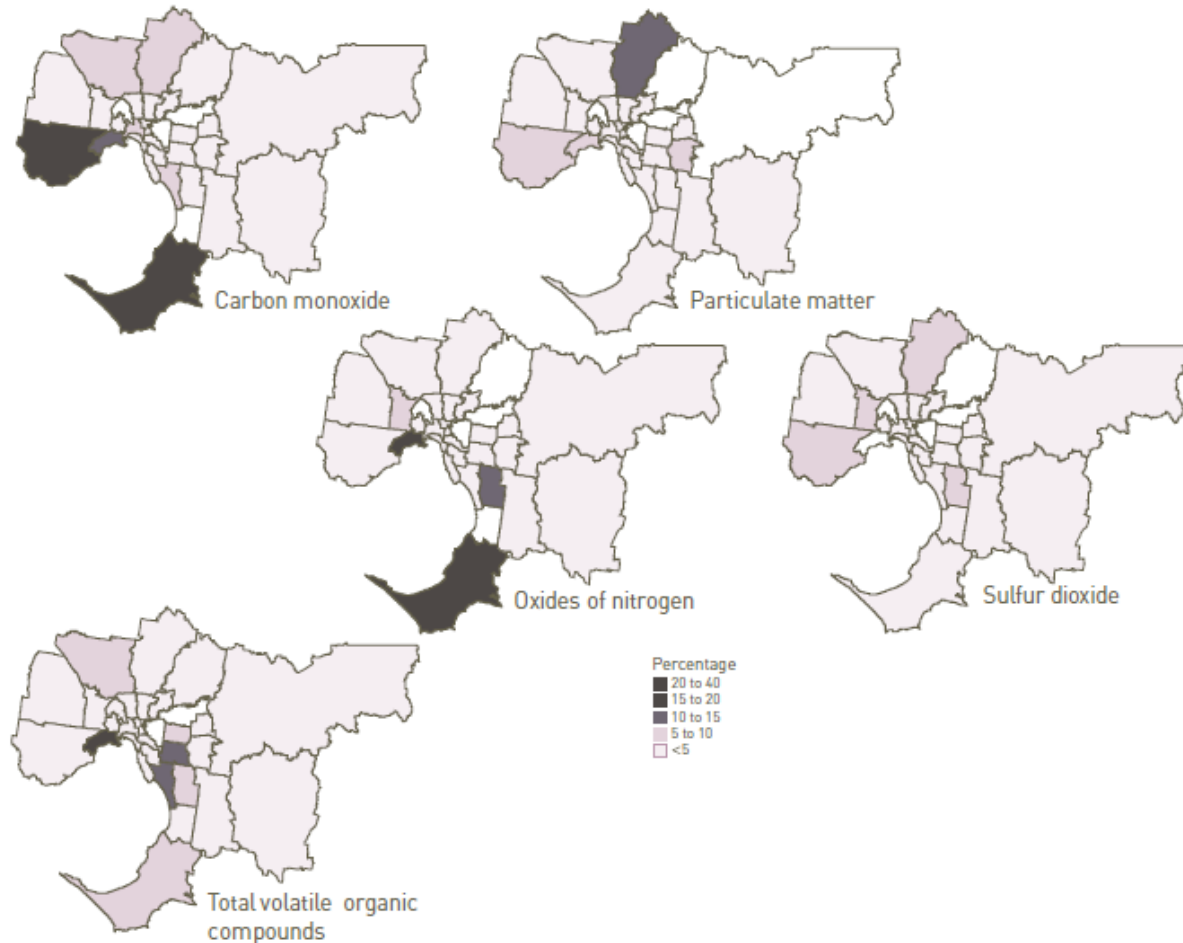 Carbon monoxide
Particulate matter
Oxides of nitrogen
Sulfur dioxide
Percentage
20 to 40
15 to 20
10 to 15
5 to 10
<5
Total volatile organic
compounds